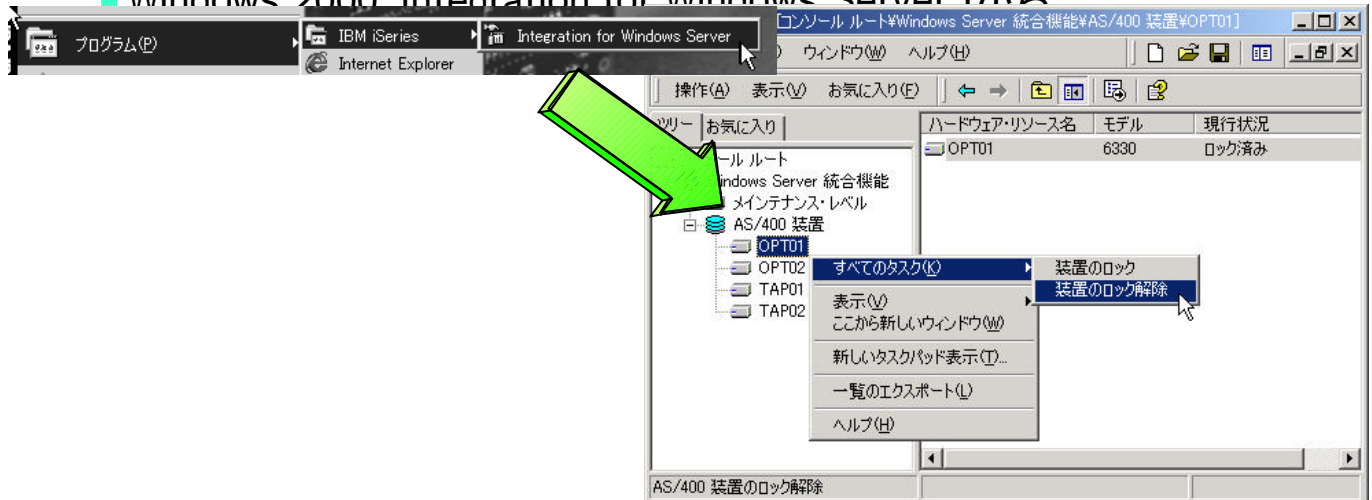 Windows 2000 Integration for Windows Server から
プログラム(P)
IBM iSeries
Integration for Windows Server
Internet Explorer
[コンソール ルート¥Windows Server 統合機能¥AS/400 装置¥OPT01]
ウィンドウ(W) ヘルプ(H)
操作(A) 表示(V) お気に入り(F)
ツリー お気に入り
ハードウェア・リソース名 モデル 現行状況
OPT01 6330 ロック済み
ール ルート
indows Server 統合機能
メインテナンス・レベル
AS/400 装置
OPT01
OPT02
TAP01
TAP02
すべてのタスク(K)
装置のロック
装置のロック解除
表示(V)
ここから新しいウィンドウ(W)
新しいタスクパッド表示(T)...
一覧のエクスポート(L)
ヘルプ(H)
AS/400 装置のロック解除